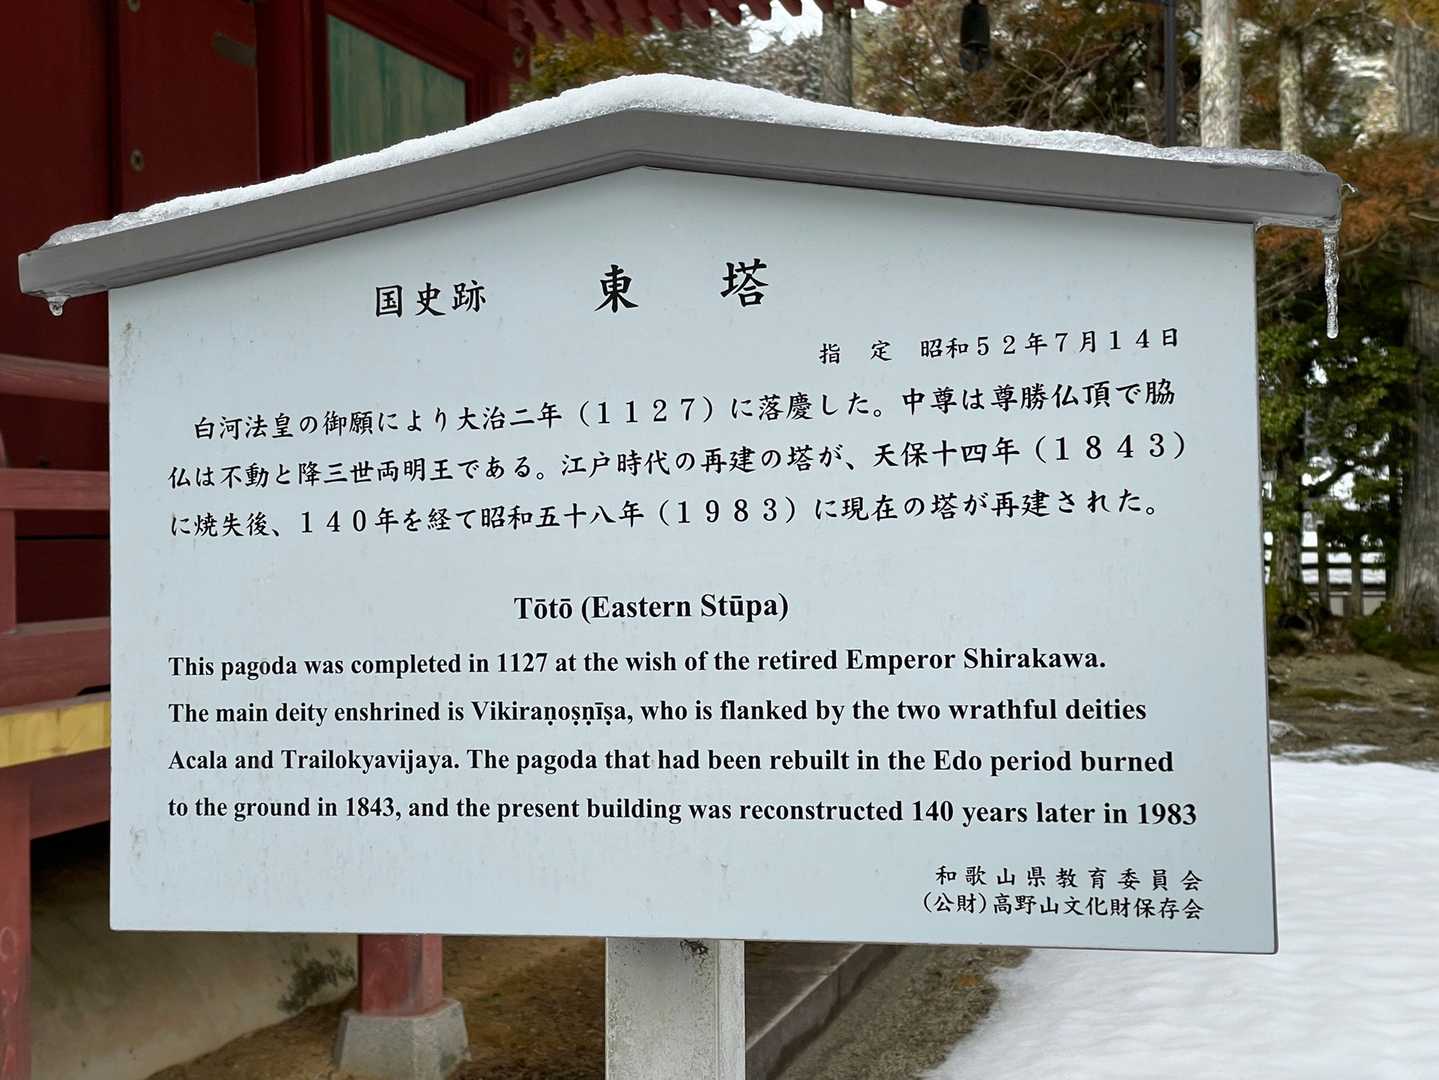 国史跡　東　塔
指　定　昭和５２年７月１４日
白河法皇の御願により大治二年（１１２７）に落慶した。中尊は尊勝仏頂で脇
仏は不動と降三世両明王である。江戸時代の再建の塔が、天保十四年（１８４３）
に焼失後、１４０年を経て昭和五十八年（１９８３）に現在の塔が再建された。
Tōtō (Eastern Stūpa)
This pagoda was completed in 1127 at the wish of the retired Emperor Shirakawa.
The main deity enshrined is Vikiraṇoṣṇīṣa, who is flanked by the two wrathful deities
Acala and Trailokyavijaya. The pagoda that had been rebuilt in the Edo period burned
to the ground in 1843, and the present building was reconstructed 140 years later in 1983
和歌山県教育委員会
（公財）高野山文化財保存会